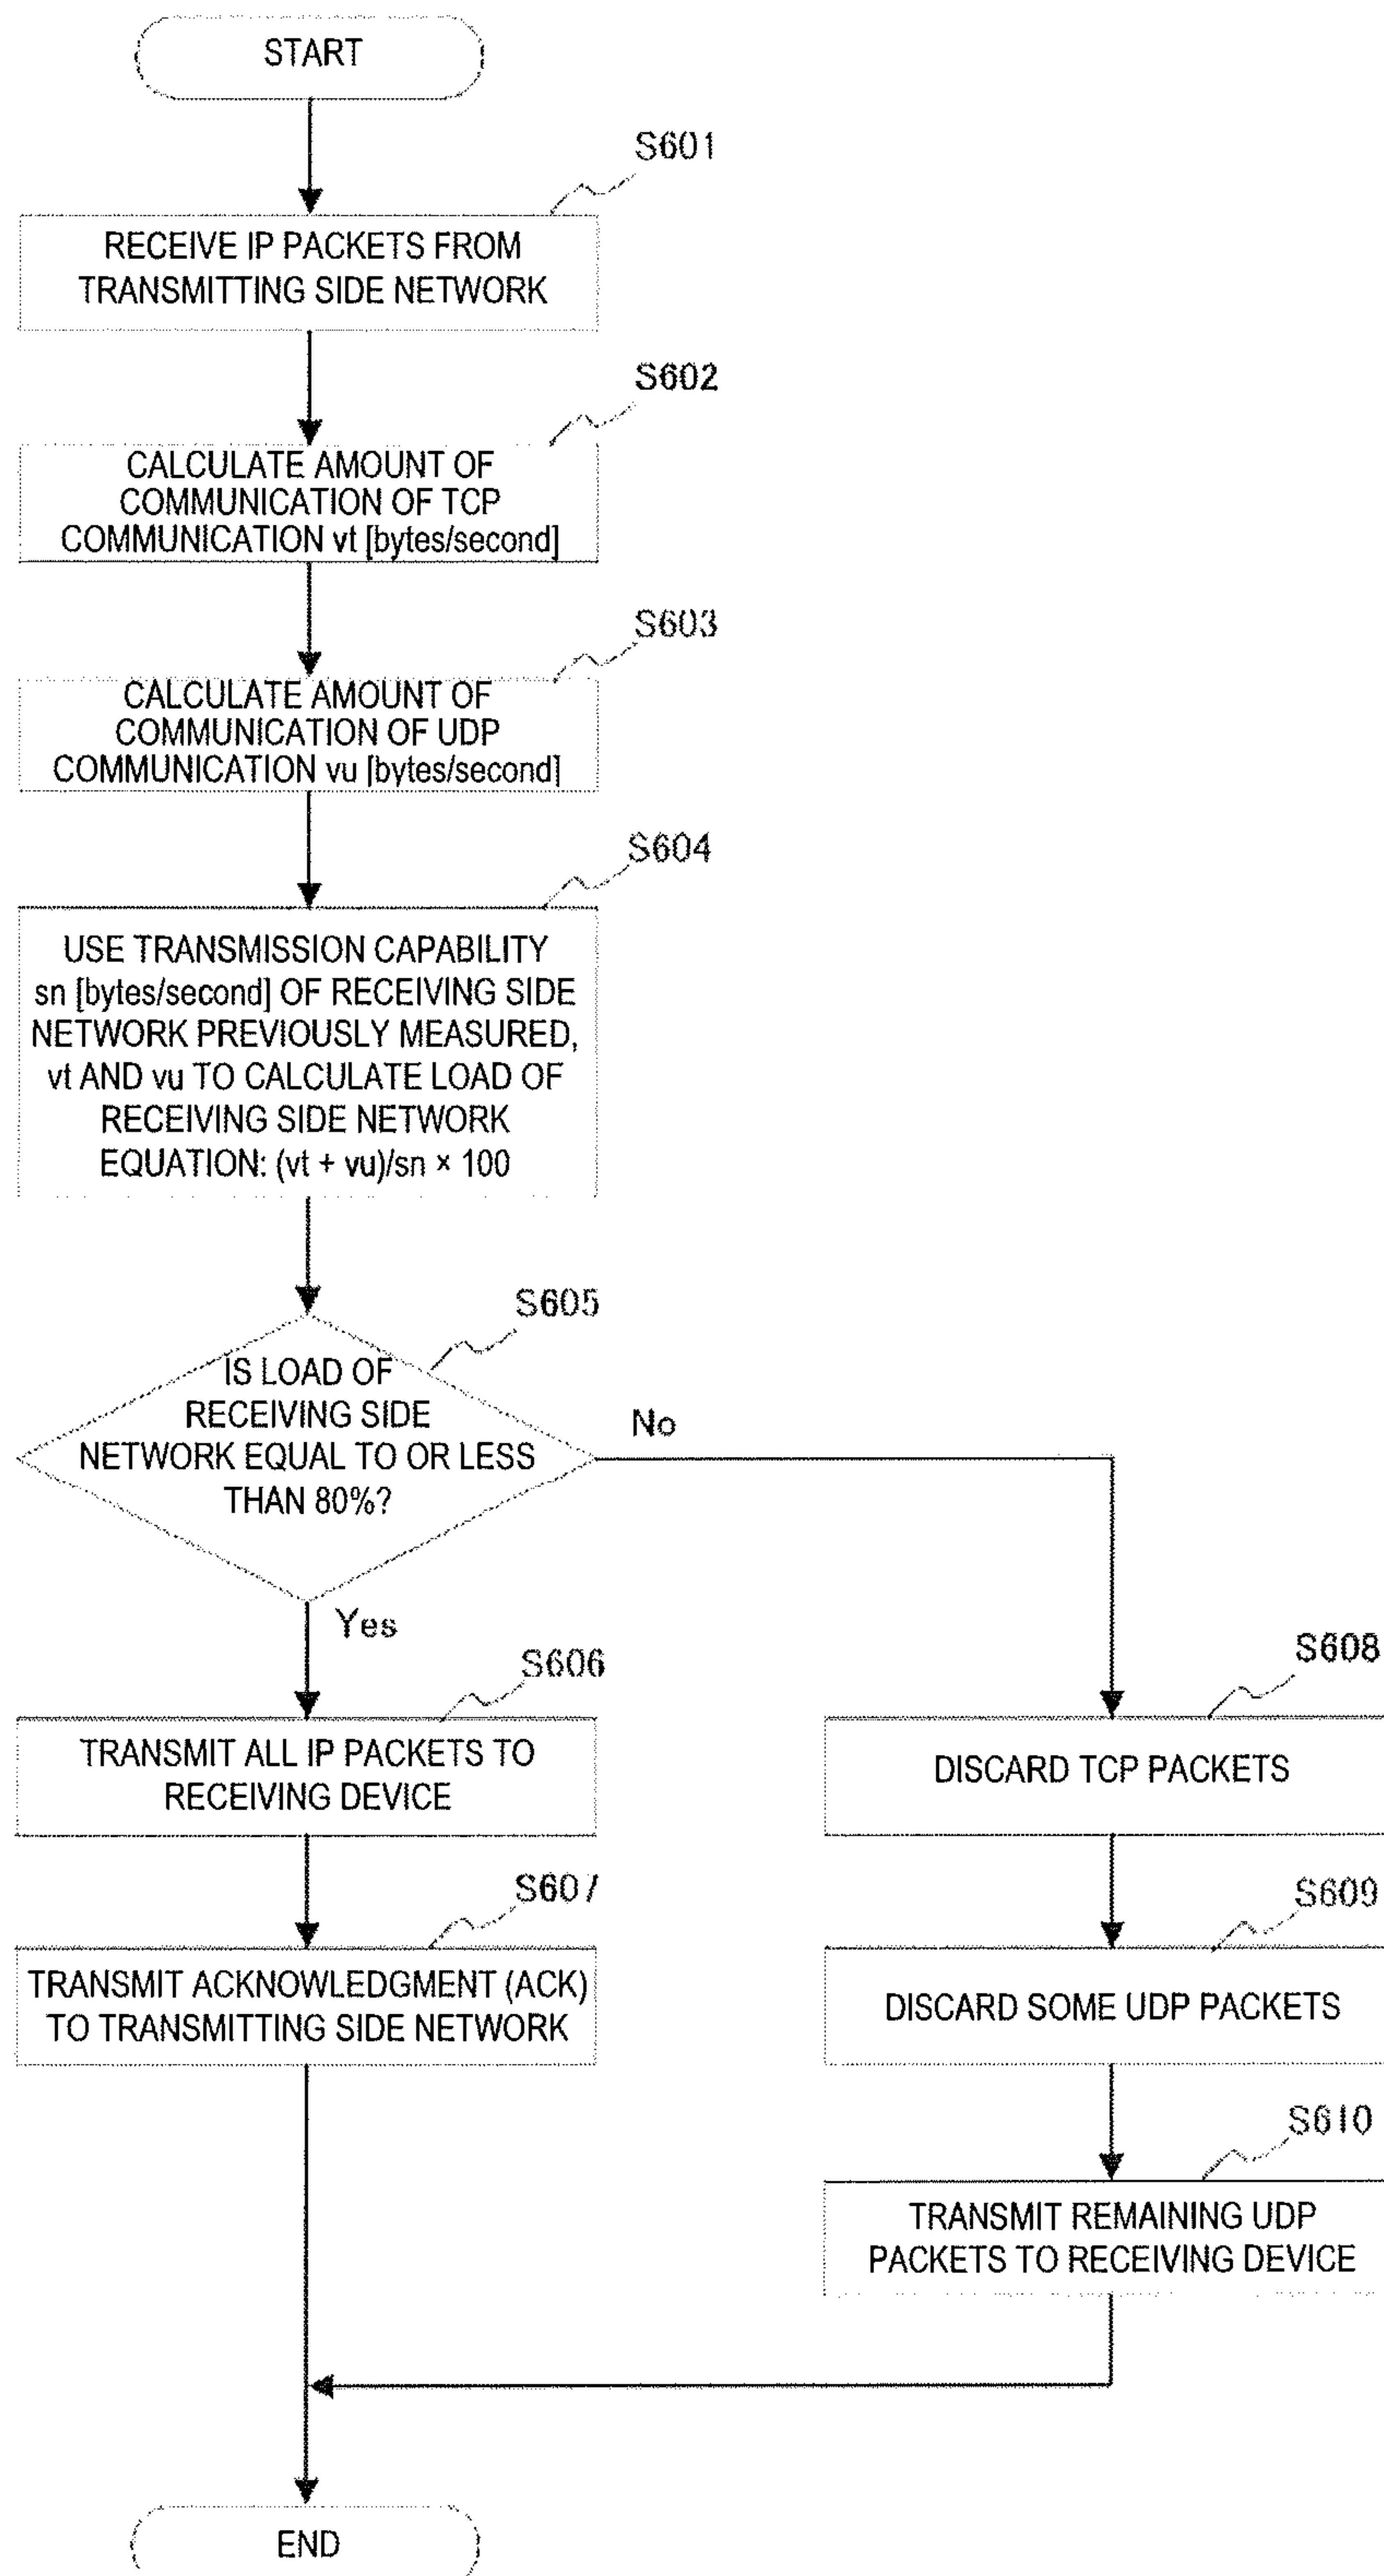 START
S601
RECEIVE IP PACKETS FROM
TRANSMITTING SIDE NETWORK
S602
CALCULATE AMOUNT OF
COMMUNICATION OF TCP
COMMUNICATION vt [bytes/second]
S603
CALCULATE AMOUNT OF
COMMUNICATION OF UDP
COMMUNICATION vu [bytes/second]
S604
USE TRANSMISSION CAPABILITY
sn [bytes/second] OF RECEIVING SIDE
NETWORK PREVIOUSLY MEASURED,
vt AND vu TO CALCULATE LOAD OF
RECEIVING SIDE NETWORK
EQUATION: (vt + vu)/sn × 100
S605
IS LOAD OF
RECEIVING SIDE
NETWORK EQUAL TO OR LESS
THAN 80%?
No
Yes
S606
TRANSMIT ALL IP PACKETS TO
RECEIVING DEVICE
S607
TRANSMIT ACKNOWLEDGMENT (ACK)
TO TRANSMITTING SIDE NETWORK
S608
DISCARD TCP PACKETS
S609
DISCARD SOME UDP PACKETS
S610
TRANSMIT REMAINING UDP
PACKETS TO RECEIVING DEVICE
END